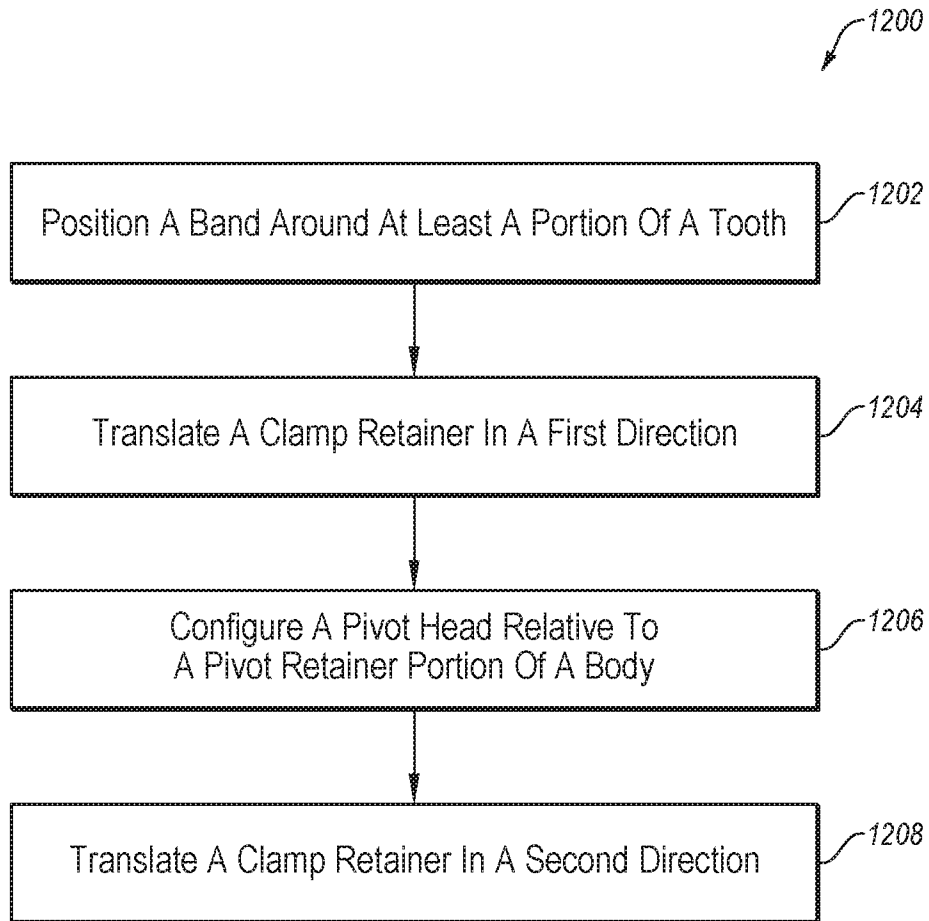 1200
Position A Band Around At Least A Portion Of A Tooth
1202
Translate A Clamp Retainer In A First Direction
1204
Configure A Pivot Head Relative To
A Pivot Retainer Portion Of A Body
1206
Translate A Clamp Retainer In A Second Direction
1208